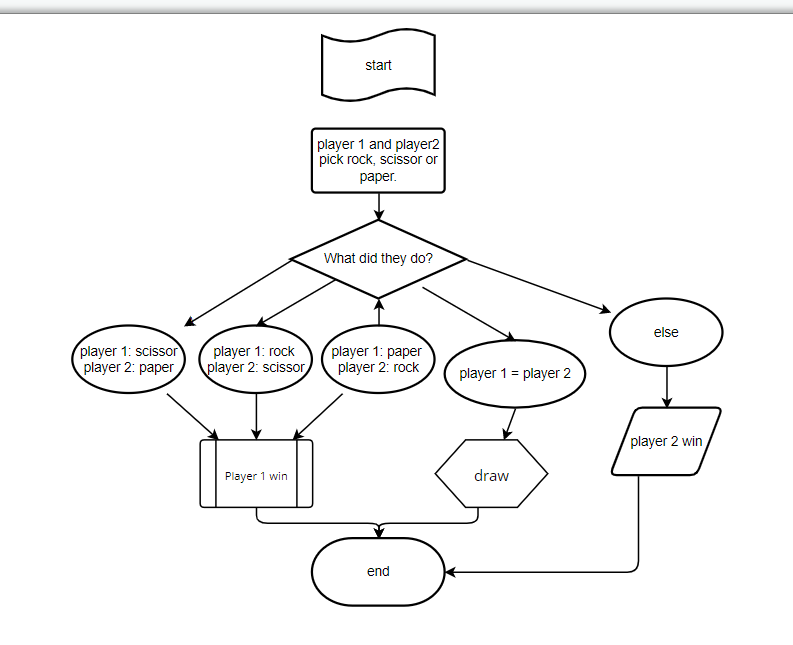 start
player 1 and player2
pick rock, scissor or
paper.
What did they do?
player 1: scissor
player 2: paper
player 1: rock
player 2: scissor
player 1: paper
player 2: rock
player 1 = player 2
else
Player 1 win
draw
player 2 win
end